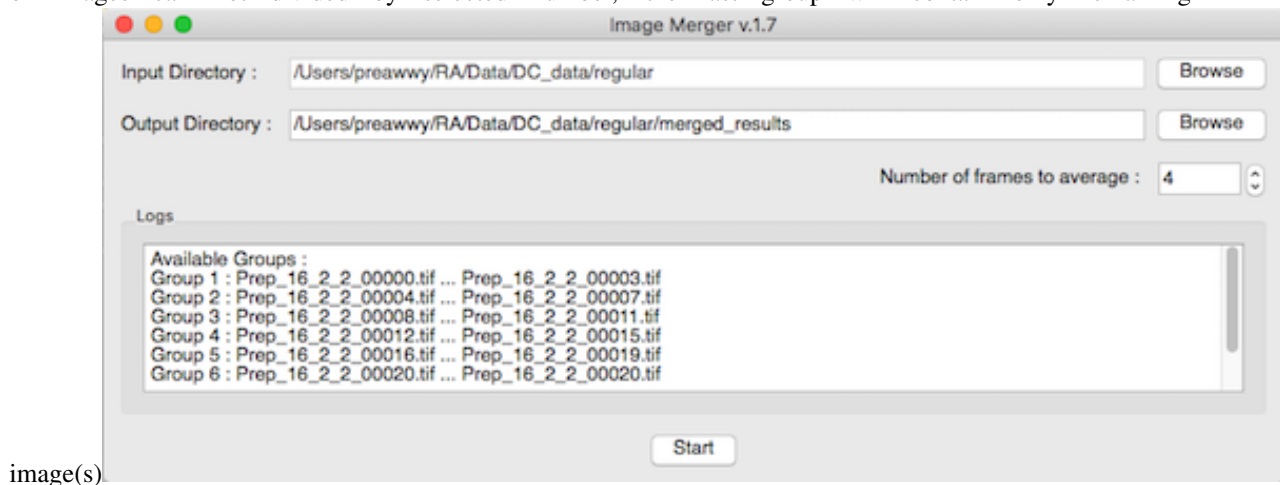 Image Merger v.1.7
Input Directory : /Users/preawwy/RA/Data/DC_data/regular Browse
Output Directory : /Users/preawwy/RA/Data/DC_data/regular/merged_results Browse
Number of frames to average : 4
Logs
Available Groups :
Group 1 : Prep_16_2_2_00000.tif ... Prep_16_2_2_00003.tif
Group 2 : Prep_16_2_2_00004.tif ... Prep_16_2_2_00007.tif
Group 3 : Prep_16_2_2_00008.tif ... Prep_16_2_2_00011.tif
Group 4 : Prep_16_2_2_00012.tif ... Prep_16_2_2_00015.tif
Group 5 : Prep_16_2_2_00016.tif ... Prep_16_2_2_00019.tif
Group 6 : Prep_16_2_2_00020.tif ... Prep_16_2_2_00020.tif
Start
image(s)